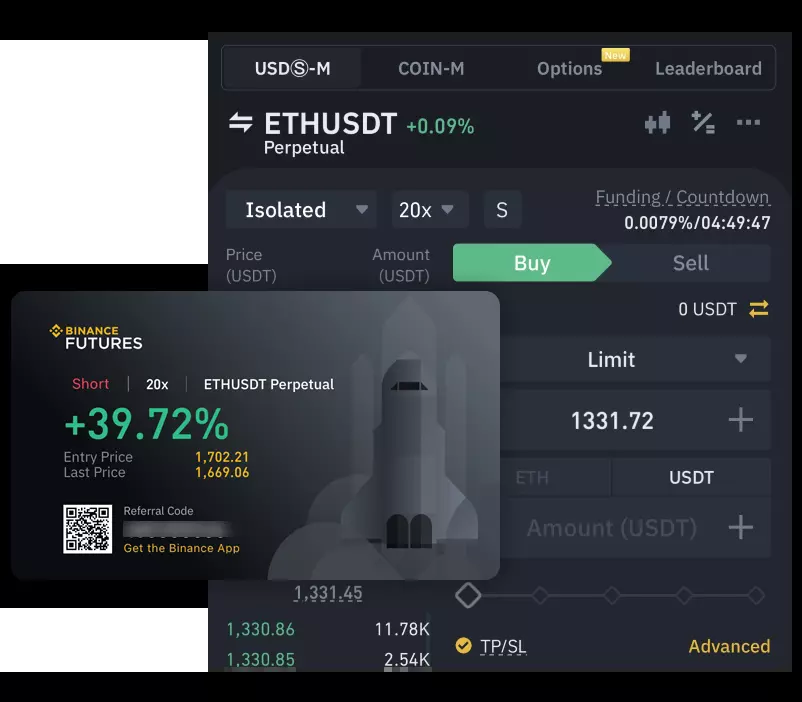 USDⓈ-M COIN-M Options New Leaderboard
ETHUSDT +0.09%
Perpetual
Isolated 20x S
Funding / Countdown
0.0079%/04:49:47
Price Amount
(USDT) (USDT)
Buy Sell
0 USDT
Limit
1331.72
ETH USDT
Amount (USDT)
TP/SL Advanced
BINANCE
FUTURES
Short 20x ETHUSDT Perpetual
+39.72%
Entry Price 1,702.21
Last Price 1,669.06
Referral Code
Get the Binance App
1,331.45
1,330.86 11.78K
1,330.85 2.54K